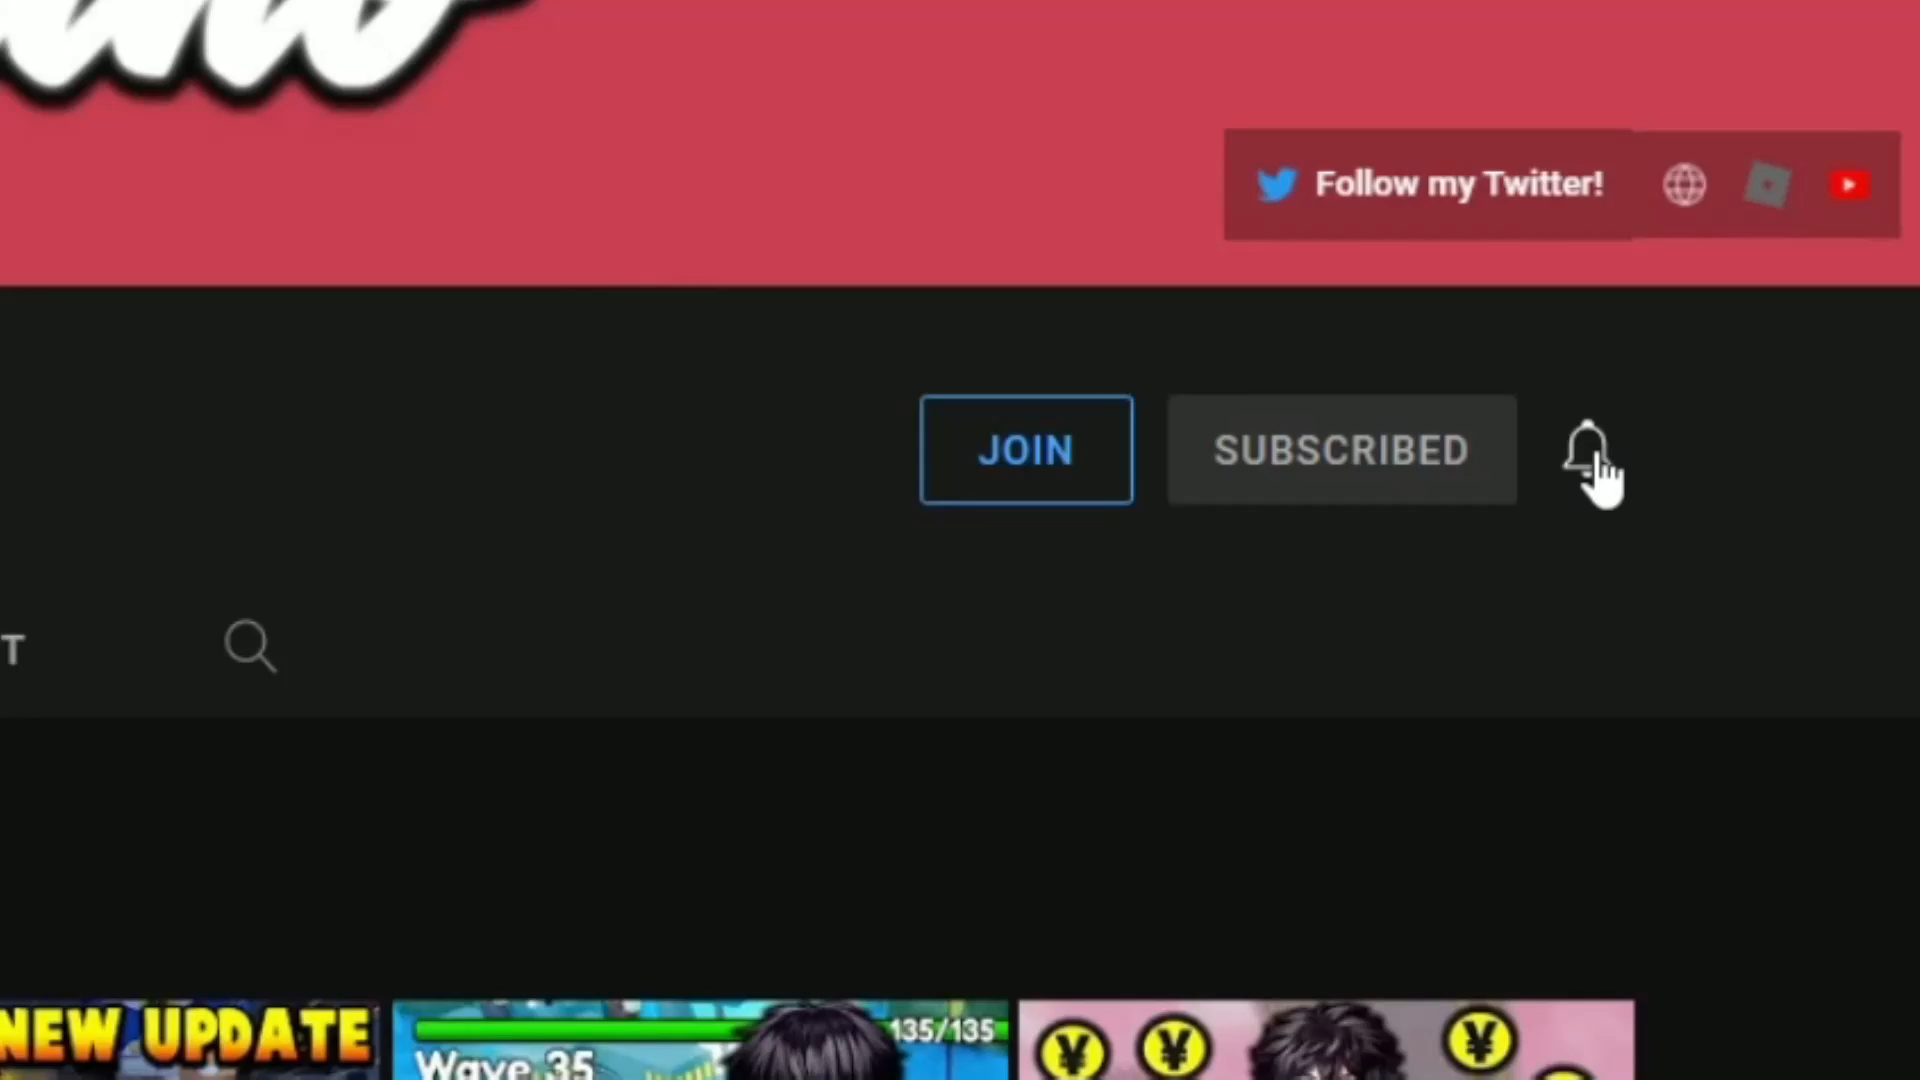 Follow my Twitter!
JOIN
SUBSCRIBED
T
NEW UPDATE
135/135
Wave 35
¥ ¥ ¥